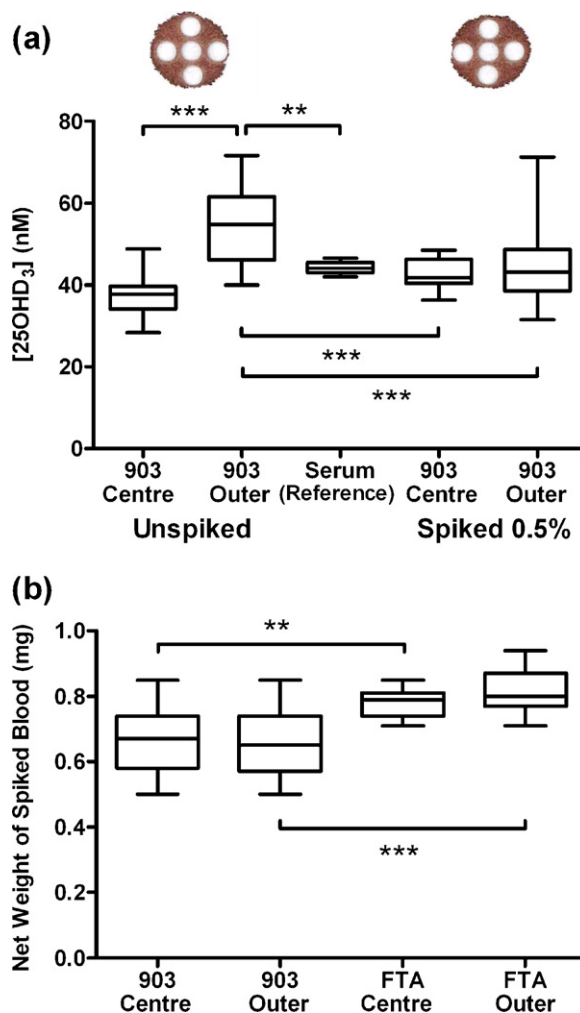 (a)
*** **
80
60
40
20
0
[25OHD3] (nM)
***
***
903 903 Serum 903 903
Centre Outer (Reference) Centre Outer
Unspiked Spiked 0.5%
(b)
1.0
0.8
0.6
0.4
0.2
0.0
Net Weight of Spiked Blood (mg)
**
***
903 903 FTA FTA
Centre Outer Centre Outer